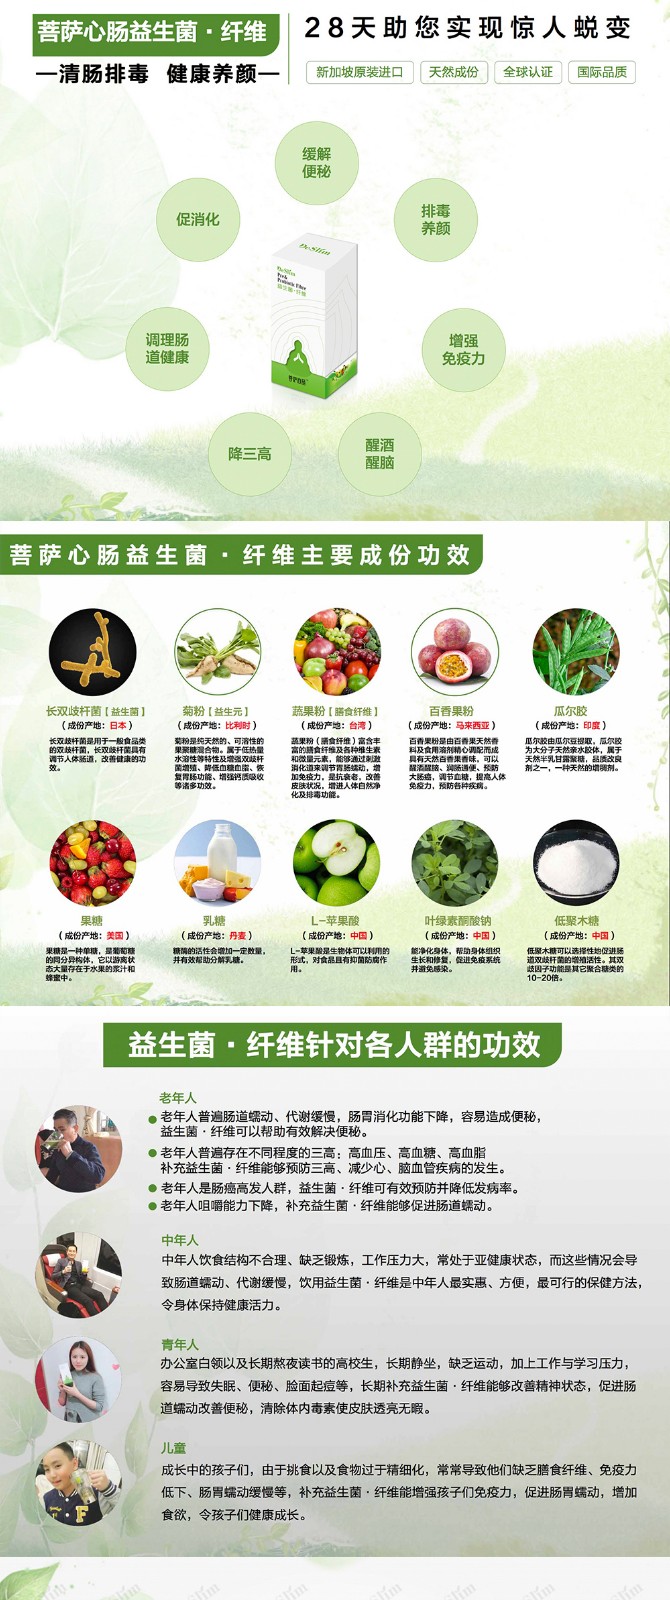 菩萨心肠益生菌·纤维
28天助您实现惊人蜕变
—清肠排毒 健康养颜—
新加坡原装进口
天然成份
全球认证
国际品质
缓解
便秘
促消化
排毒
养颜
DeSlim
Pre&
Probiotic Fibre
益生菌·纤维
调理肠
道健康
增强
免疫力
降三高
醒酒
醒脑
菩萨心肠益生菌·纤维主要成份功效
长双歧杆菌【益生菌】
(成份产地:日本)
长双歧杆菌是用于一般食品类
的双歧杆菌,长双歧杆菌具有
调节人体肠道,改善健康的功
效。
菊粉【益生元】
(成份产地:比利时)
菊粉是纯天然的、可溶性的
果聚糖混合物。属于低热量
水溶性等特及增强双歧杆
菌增殖、降低血糖血脂、恢
复胃肠功能、增强钙质吸收
等诸多功效。
蔬果粉【膳食纤维】
(成份产地:台湾)
蔬果粉(膳食纤维)富含丰
富的膳食纤维及各种维生素
和微量元素,能够通过刺激
消化道来调节胃肠蠕动,增
加免疫力,是抗衰老,改善
皮肤状况,增进人体自然净
化及排毒功能。
百香果粉
(成份产地:马来西亚)
百香果粉是由百香果天然香
料及食用溶剂精心调配而成
具有天然百香果香味,可以
醒酒醒脑、润肠通便、预防
大肠癌,调节血糖,提高人体
免疫力,预防各种疾病。
瓜尔胶
(成份产地:印度)
瓜尔胶由瓜尔豆提取,瓜尔胶
为大分子天然亲水胶体,属于
天然半乳甘露聚糖,品质改良
剂之一,一种天然的增稠剂。
果糖
(成份产地:美国)
果糖是一种单糖,是葡萄糖
的同分异构体,它以游离状
态大量存在于水果的浆汁和
蜂蜜中。
乳糖
(成份产地:丹麦)
糖酶的活性会增加一定数量,
并有效帮助分解乳糖。
L-苹果酸
(成份产地:中国)
L-苹果酸是生物体可以利用的
形式,对食品且有抑菌防腐作
用。
叶绿素酮酸钠
(成份产地:中国)
能净化身体,帮助身体组织
生长和修复,促进免疫系统
并避免感染。
低聚木糖
(成份产地:中国)
低聚木糖可以选择性地促进肠
道双歧杆菌的增殖活性。其双
歧因子功能是其它聚合糖类的
10-20倍。
益生菌·纤维针对各人群的功效
老年人
老年人普遍肠道蠕动、代谢缓慢,肠胃消化功能下降,容易造成便秘,
益生菌·纤维可以帮助有效解决便秘。
老年人普遍存在不同程度的三高:高血压、高血糖、高血脂
补充益生菌·纤维能够预防三高、减少心、脑血管疾病的发生。
老年人是肠癌高发人群,益生菌·纤维可有效预防并降低发病率。
老年人咀嚼能力下降,补充益生菌·纤维能够促进肠道蠕动。
中年人
中年人饮食结构不合理、缺乏锻炼,工作压力大,常处于亚健康状态,而这些情况会导
致肠道蠕动、代谢缓慢,饮用益生菌·纤维是中年人最实惠、方便,最可行的保健方法,
令身体保持健康活力。
青年人
办公室白领以及长期熬夜读书的高校生,长期静坐,缺乏运动,加上工作与学习压力,
容易导致失眠、便秘、脸面起痘等,长期补充益生菌·纤维能够改善精神状态,促进肠
道蠕动改善便秘,清除体内毒素使皮肤透亮无暇。
儿童
成长中的孩子们,由于挑食以及食物过于精细化,常常导致他们缺乏膳食纤维、免疫力
低下、肠胃蠕动缓慢等,补充益生菌·纤维能增强孩子们免疫力,促进肠胃蠕动,增加
食欲,令孩子们健康成长。